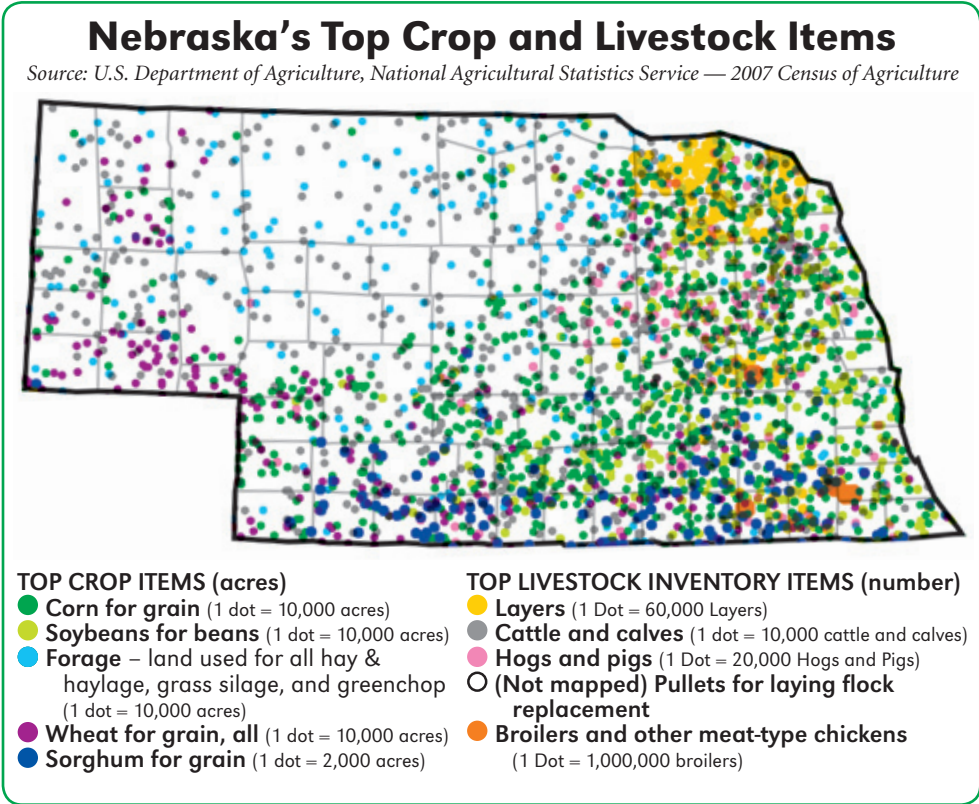 Nebraska's Top Crop and Livestock Items
Source: U.S. Department of Agriculture, National Agricultural Statistics Service — 2007 Census of Agriculture
TOP CROP ITEMS (acres)
Corn for grain (1 dot = 10,000 acres)
Soybeans for beans (1 dot = 10,000 acres)
Forage – land used for all hay &
haylage, grass silage, and greenchop
(1 dot = 10,000 acres)
Wheat for grain, all (1 dot = 10,000 acres)
Sorghum for grain (1 dot = 2,000 acres)
TOP LIVESTOCK INVENTORY ITEMS (number)
Layers (1 Dot = 60,000 Layers)
Cattle and calves (1 dot = 10,000 cattle and calves)
Hogs and pigs (1 Dot = 20,000 Hogs and Pigs)
(Not mapped) Pullets for laying flock
replacement
Broilers and other meat-type chickens
(1 Dot = 1,000,000 broilers)